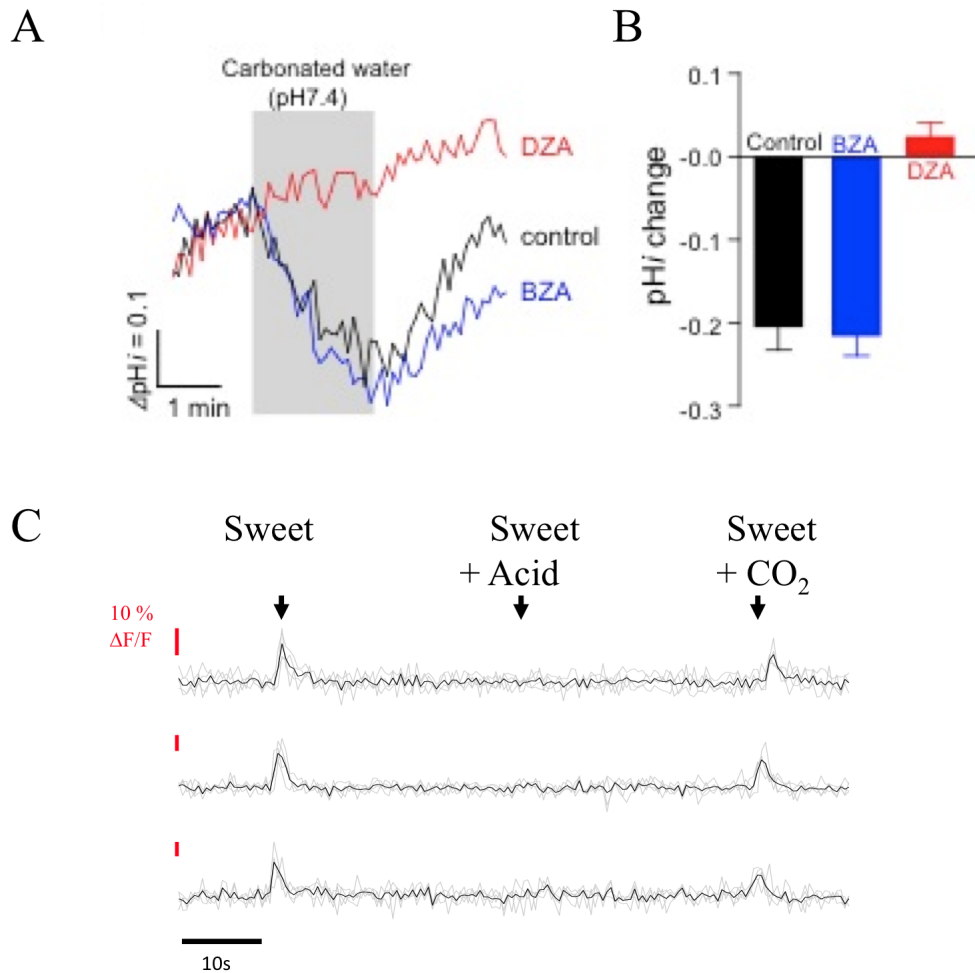 A
Carbonated water
(pH7.4)
DZA
control
BZA
ΔpHi = 0.1
1 min
B
pHi change
0.1
-0.0
-0.1
-0.2
-0.3
Control
BZA
DZA
C
Sweet
Sweet
+ Acid
Sweet
+ CO₂
10 %
ΔF/F
10s